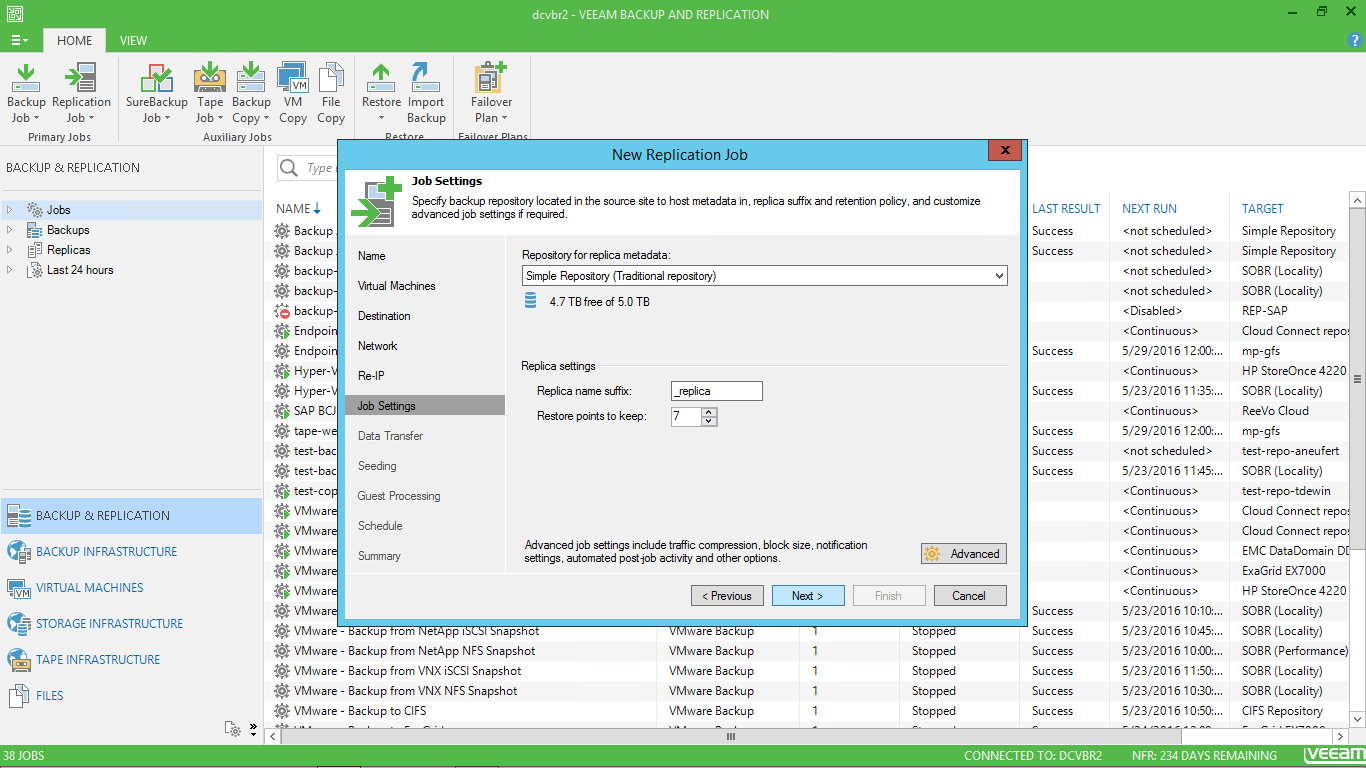 dcvbr2 - VEEAM BACKUP AND REPLICATION
HOME VIEW
?
Backup Job
Replication Job
SureBackup Job
Tape Job
Backup Copy
VM
VM Copy
File Copy
Restore
Import Backup
Failover Plan
Primary Jobs
Auxiliary Jobs
Restore
Failover Plans
BACKUP & REPLICATION
Jobs
Backups
Replicas
Last 24 hours
BACKUP & REPLICATION
BACKUP INFRASTRUCTURE
VM
VIRTUAL MACHINES
STORAGE INFRASTRUCTURE
TAPE INFRASTRUCTURE
FILES
New Replication Job
X
Job Settings
Specify backup repository located in the source site to host metadata in, replica suffix and retention policy, and customize
advanced job settings if required.
Name
Virtual Machines
Destination
Network
Re-IP
Job Settings
Data Transfer
Seeding
Guest Processing
Schedule
Summary
Repository for replica metadata:
Simple Repository (Traditional repository)
4.7 TB free of 5.0 TB
Replica settings
Replica name suffix: _replica
Restore points to keep: 7
Advanced job settings include traffic compression, block size, notification
settings, automated post-job activity and other options.
Advanced
< Previous Next > Finish Cancel
Type
NAME LAST RESULT NEXT RUN TARGET
Backup Success <not scheduled> Simple Repository
Backup Success <not scheduled> Simple Repository
backup- <not scheduled> SOBR (Locality)
backup- <not scheduled> SOBR (Locality)
backup- <Disabled> REP-SAP
Endpoin <Continuous> Cloud Connect repos
Endpoin Success 5/29/2016 12:00:... mp-gfs
Hyper-V <Continuous> HP StoreOnce 4220
Hyper-V Success 5/23/2016 11:35:... SOBR (Locality)
SAP BCJ <Continuous> ReeVo Cloud
tape-we Success 5/29/2016 12:00:... mp-gfs
test-bac Success <not scheduled> test-repo-aneufert
test-bac Success 5/23/2016 11:45:... SOBR (Locality)
test-cop <Continuous> test-repo-tdewin
VMware <Continuous> Cloud Connect repos
VMware <Continuous> Cloud Connect repos
VMware <Continuous> EMC DataDomain DD
VMware <Continuous> ExaGrid EX7000
VMware <Continuous> HP StoreOnce 4220
VMware Success 5/23/2016 10:10:... SOBR (Locality)
VMware - Backup from NetApp iSCSI Snapshot VMware Backup 1 Stopped Success 5/23/2016 10:45:... SOBR (Locality)
VMware - Backup from NetApp NFS Snapshot VMware Backup 1 Stopped Success 5/23/2016 10:00:... SOBR (Performance)
VMware - Backup from VNX iSCSI Snapshot VMware Backup 1 Stopped Success 5/23/2016 11:50:... SOBR (Locality)
VMware - Backup from VNX NFS Snapshot VMware Backup 1 Stopped Success 5/23/2016 10:30:... SOBR (Locality)
VMware - Backup to CIFS VMware Backup 1 Stopped Success 5/23/2016 10:50:... CIFS Repository
38 JOBS
CONNECTED TO: DCVBR2
NFR: 234 DAYS REMAINING
veeam